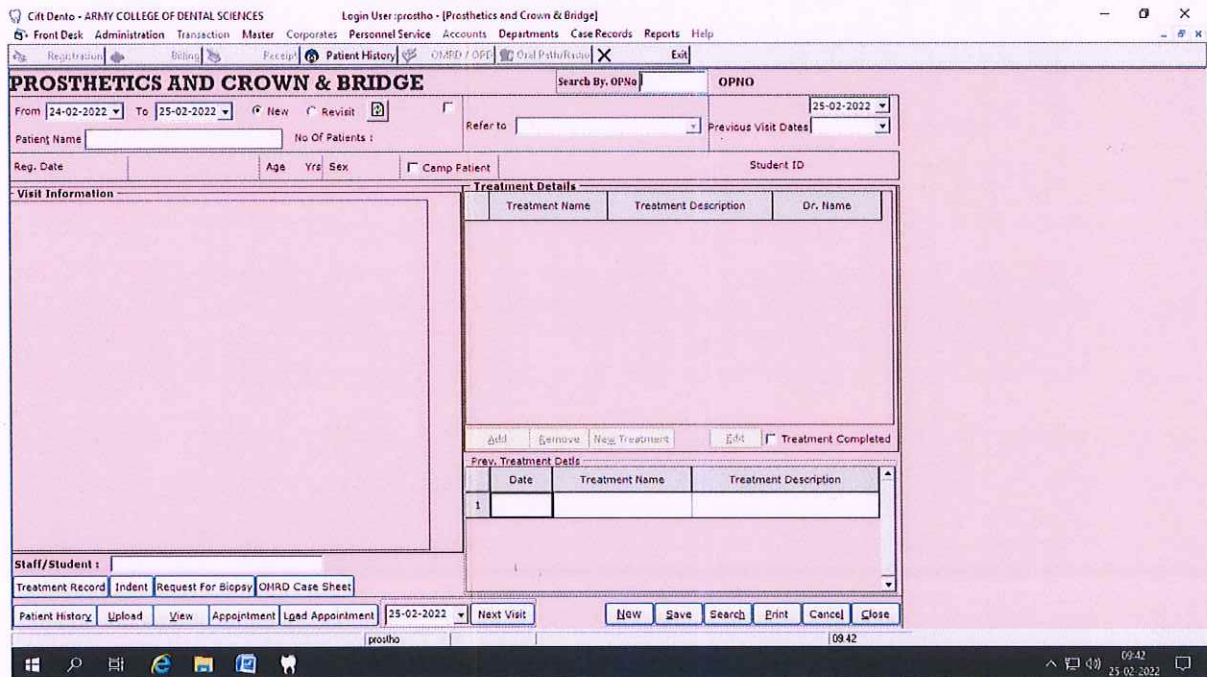 Cift Dento - ARMY COLLEGE OF DENTAL SCIENCES Login User :prostho - [Prosthetics and Crown & Bridge]
Front Desk Administration Transaction Master Corporates Personnel Service Accounts Departments Case Records Reports Help
Registration Billing Receipt Patient History OMRD / OPD Oral Path/Radio Exit
PROSTHETICS AND CROWN & BRIDGE Search By. OPNo OPNO
From 24-02-2022 To 25-02-2022 New Revisit 25-02-2022
Refer to Previous Visit Dates
Patient Name No Of Patients :
Reg. Date Age Yrs Sex Camp Patient Student ID
Visit Information Treatment Details
Treatment Name Treatment Description Dr. Name
Add Remove New Treatment Edit Treatment Completed
Prev. Treatment Detls
Date Treatment Name Treatment Description
1
Staff/Student :
Treatment Record Indent Request For Biopsy OMRD Case Sheet
Patient History Upload View Appointment Load Appointment 25-02-2022 Next Visit New Save Search Print Cancel Close
prostho 09:42
09:42
25-02-2022